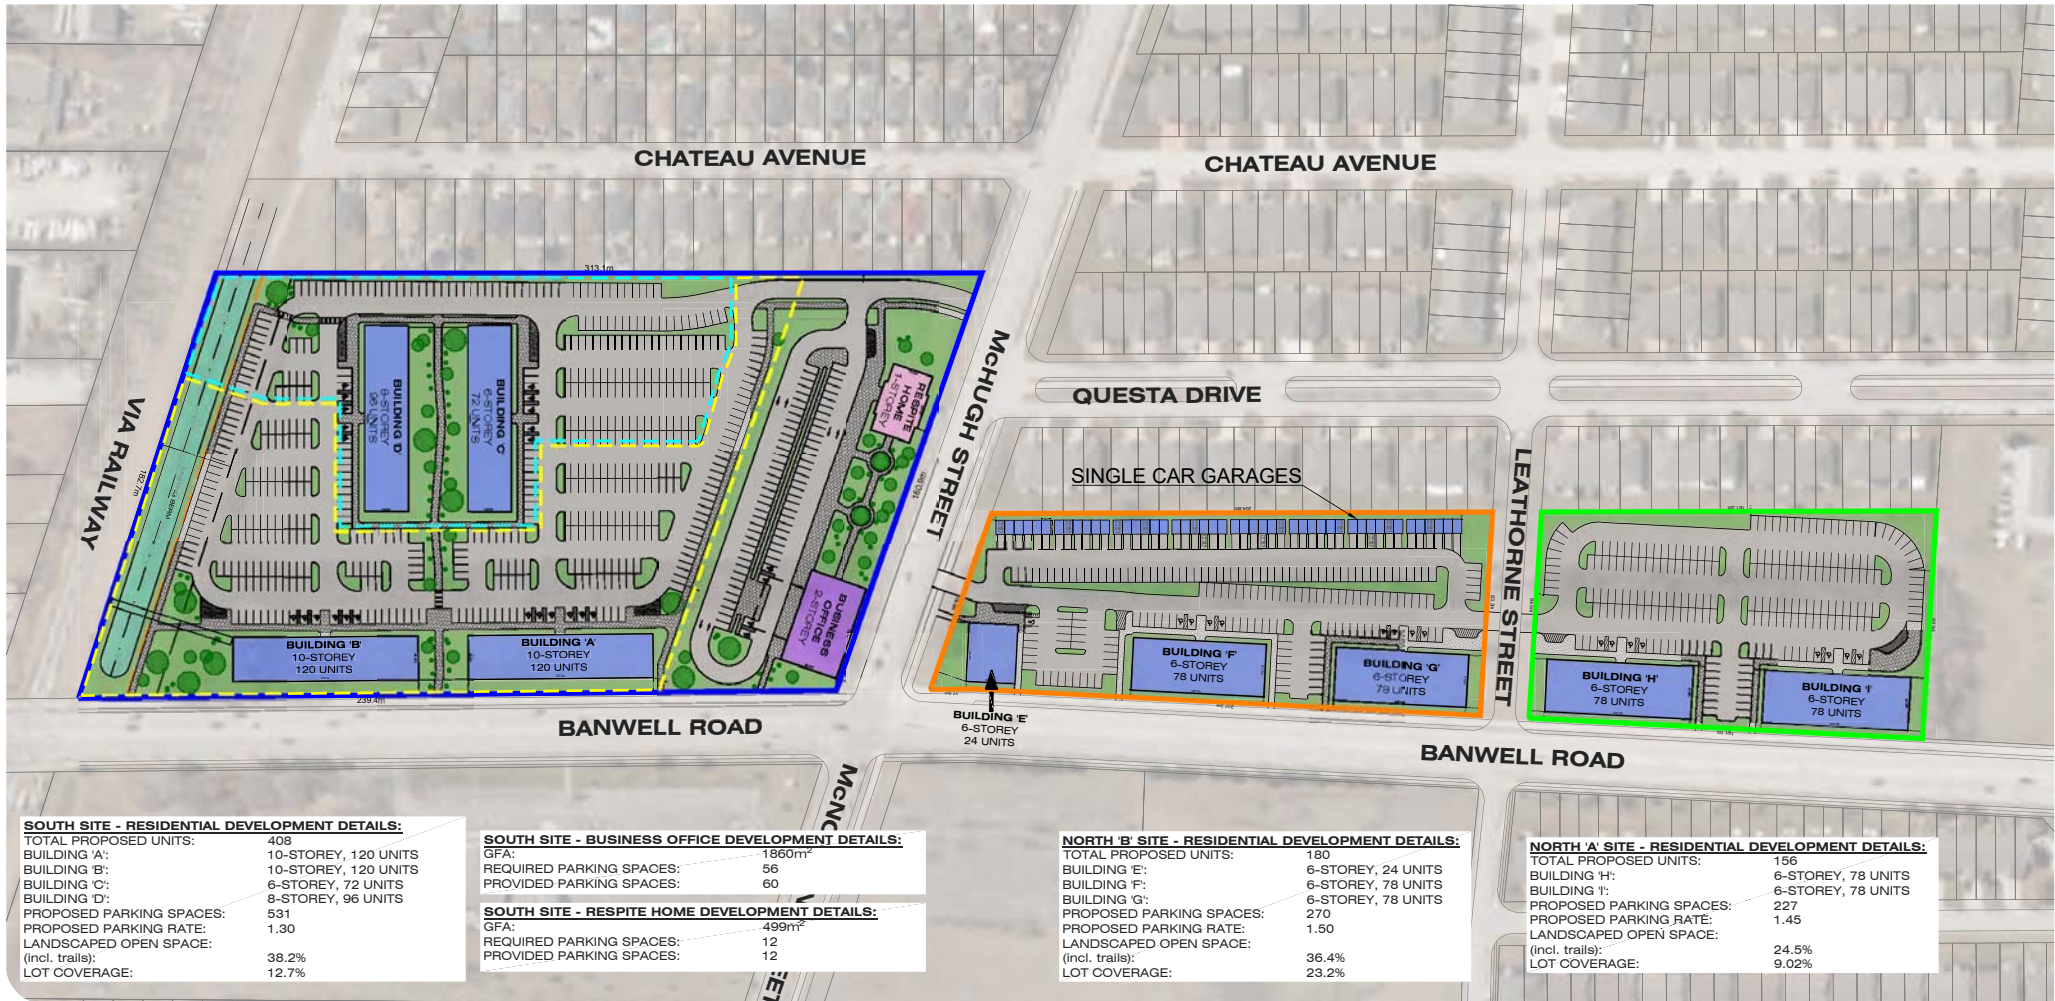 CHATEAU AVENUE
CHATEAU AVENUE
313.1m
McHUGH STREET
QUESTA DRIVE
VIA RAILWAY
182.7m
BERM
BUILDING 'D'
8-STOREY
96 UNITS
BUILDING 'C'
6-STOREY
72 UNITS
RESPITE
HOME
1-STOREY
180.9m
SINGLE CAR GARAGES
LEATHORNE STREET
BUSINESS
OFFICE
2-STOREY
BUILDING 'B'
10-STOREY
120 UNITS
BUILDING 'A'
10-STOREY
120 UNITS
239.4m
BUILDING 'F'
6-STOREY
78 UNITS
BUILDING 'G'
6-STOREY
78 UNITS
BUILDING 'H'
6-STOREY
78 UNITS
BUILDING 'I'
6-STOREY
78 UNITS
BUILDING 'E'
6-STOREY
24 UNITS
BANWELL ROAD
BANWELL ROAD
SOUTH SITE - RESIDENTIAL DEVELOPMENT DETAILS:
TOTAL PROPOSED UNITS: 408
BUILDING 'A': 10-STOREY, 120 UNITS
BUILDING 'B': 10-STOREY, 120 UNITS
BUILDING 'C': 6-STOREY, 72 UNITS
BUILDING 'D': 8-STOREY, 96 UNITS
PROPOSED PARKING SPACES: 531
PROPOSED PARKING RATE: 1.30
LANDSCAPED OPEN SPACE:
(incl. trails): 38.2%
LOT COVERAGE: 12.7%
SOUTH SITE - BUSINESS OFFICE DEVELOPMENT DETAILS:
GFA: 1860m²
REQUIRED PARKING SPACES: 56
PROVIDED PARKING SPACES: 60
SOUTH SITE - RESPITE HOME DEVELOPMENT DETAILS:
GFA: 499m²
REQUIRED PARKING SPACES: 12
PROVIDED PARKING SPACES: 12
NORTH 'B' SITE - RESIDENTIAL DEVELOPMENT DETAILS:
TOTAL PROPOSED UNITS: 180
BUILDING 'E': 6-STOREY, 24 UNITS
BUILDING 'F': 6-STOREY, 78 UNITS
BUILDING 'G': 6-STOREY, 78 UNITS
PROPOSED PARKING SPACES: 270
PROPOSED PARKING RATE: 1.50
LANDSCAPED OPEN SPACE:
(incl. trails): 36.4%
LOT COVERAGE: 23.2%
NORTH 'A' SITE - RESIDENTIAL DEVELOPMENT DETAILS:
TOTAL PROPOSED UNITS: 156
BUILDING 'H': 6-STOREY, 78 UNITS
BUILDING 'I': 6-STOREY, 78 UNITS
PROPOSED PARKING SPACES: 227
PROPOSED PARKING RATE: 1.45
LANDSCAPED OPEN SPACE:
(incl. trails): 24.5%
LOT COVERAGE: 9.02%